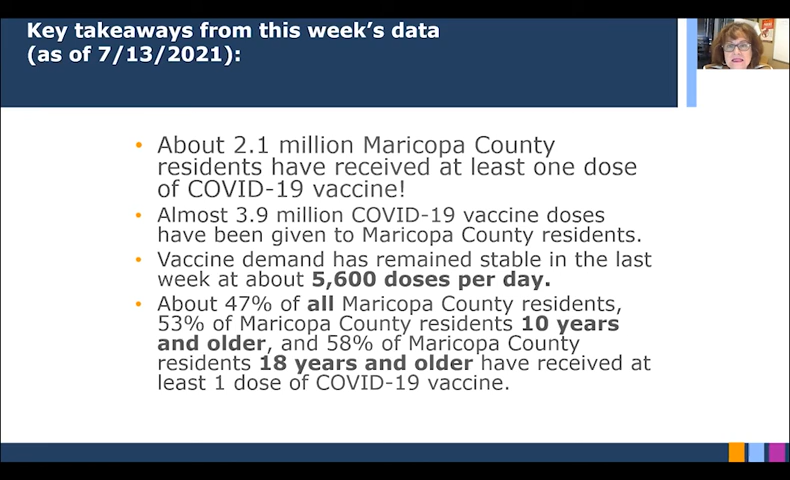 Key takeaways from this week's data
(as of 7/13/2021):
• About 2.1 million Maricopa County
residents have received at least one dose
of COVID-19 vaccine!
• Almost 3.9 million COVID-19 vaccine doses
have been given to Maricopa County residents.
• Vaccine demand has remained stable in the last
week at about 5,600 doses per day.
• About 47% of all Maricopa County residents,
53% of Maricopa County residents 10 years
and older, and 58% of Maricopa County
residents 18 years and older have received at
least 1 dose of COVID-19 vaccine.